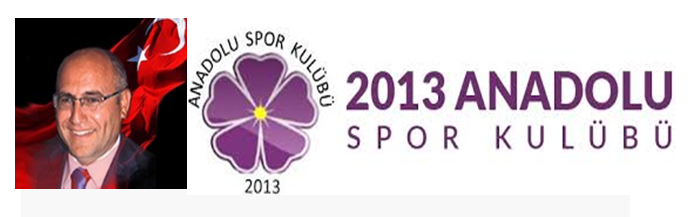 ANADOLU SPOR KULÜBÜ
2013
2013 ANADOLU
SPOR KULÜBÜ